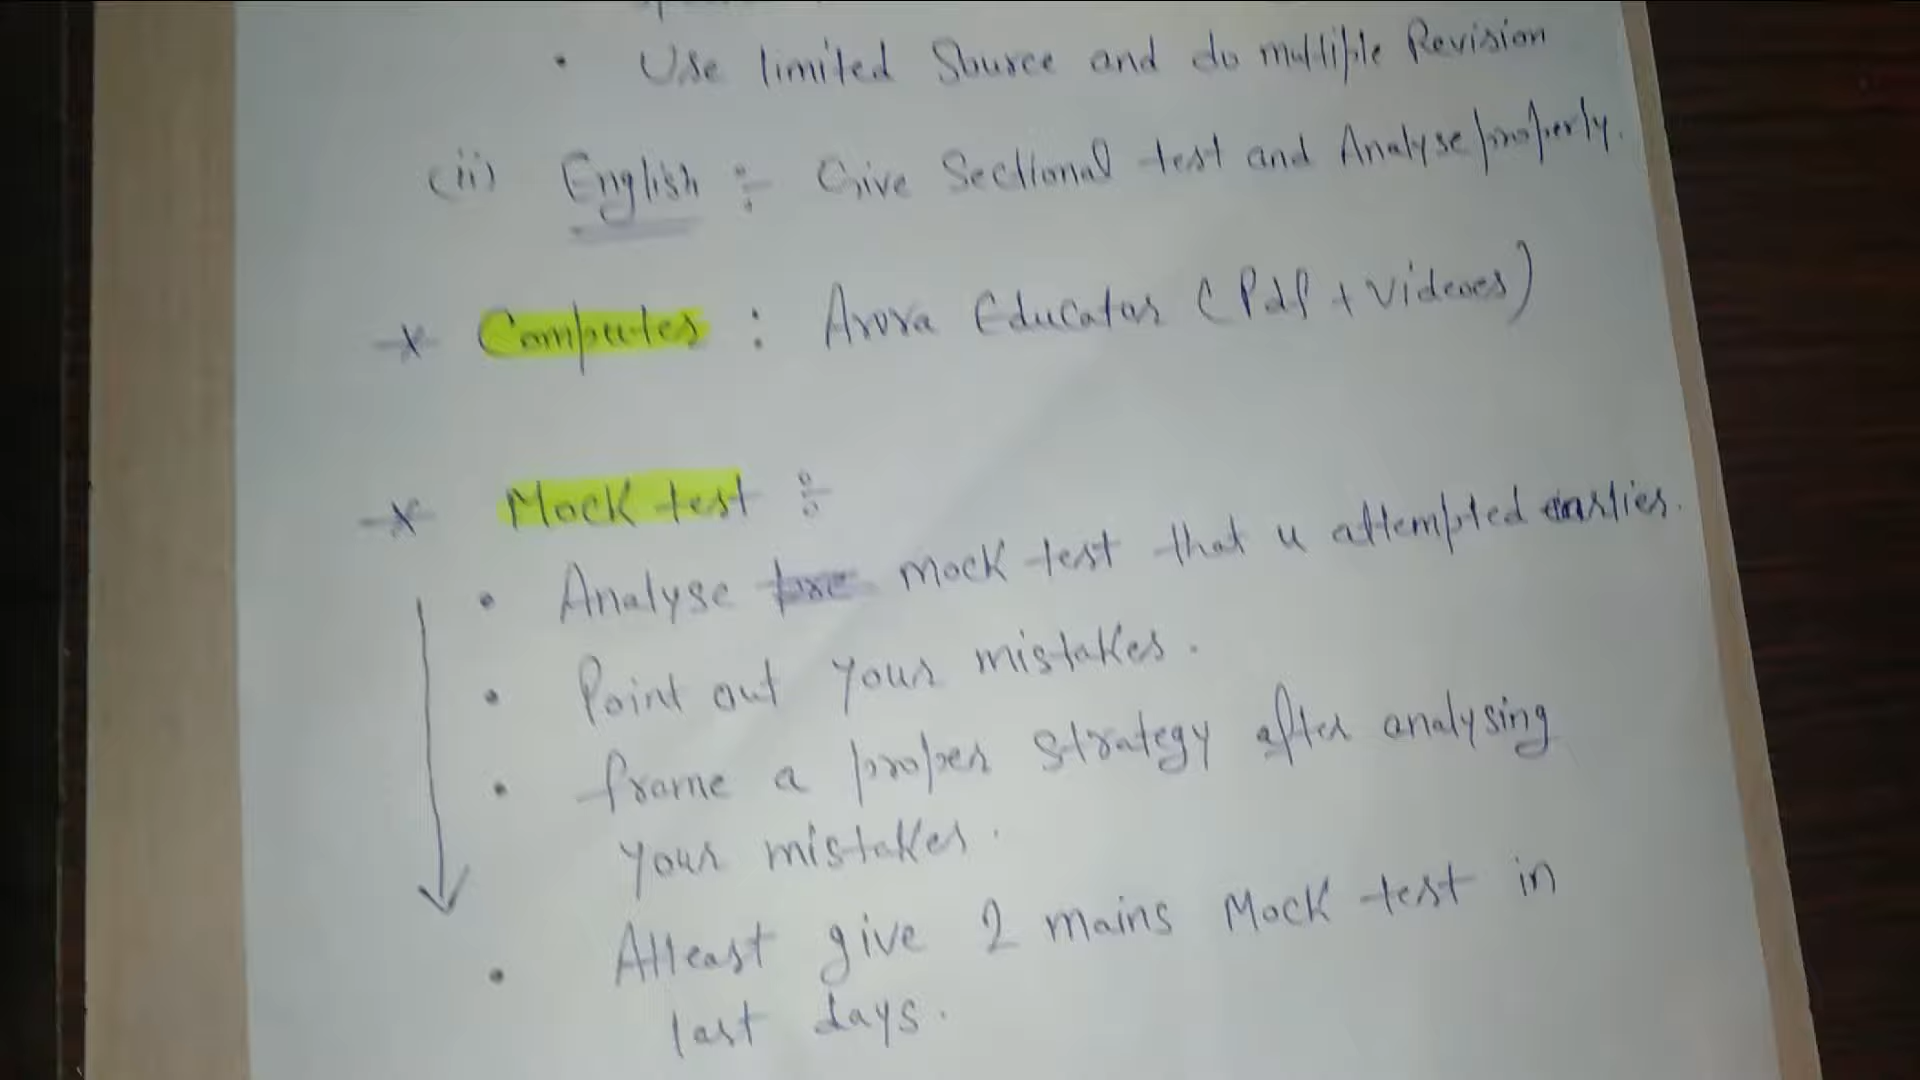 • Use limited Source and do multiple Revision
(ii) English ÷ Give Sectional test and Analyse properly.
* Computer : Arora Educator (Pdf + Videoes)
* Mock test ÷
• Analyse mock test that u attempted earlier.
• Point out your mistakes.
• frame a proper strategy after analysing
your mistakes.
• Atleast give 2 mains Mock test in
last days.